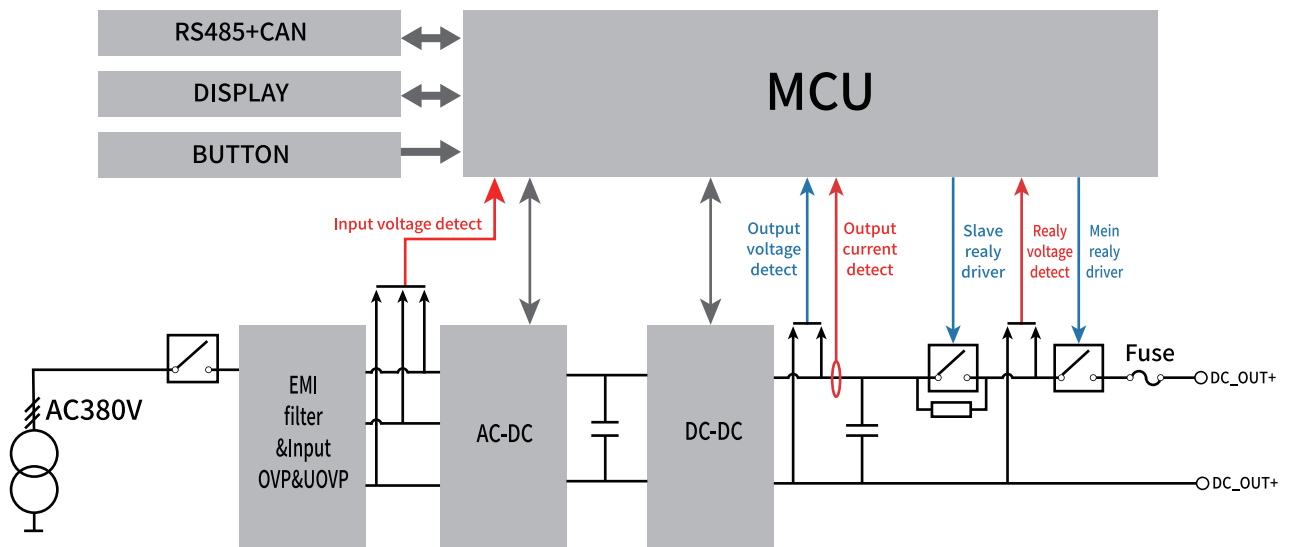 RS485+CAN
MCU
DISPLAY
BUTTON
Input voltage detect
Output
voltage
detect
Output
current
detect
Slave
realy
driver
Realy
voltage
detect
Mein
realy
driver
AC380V
EMI
filter
&Input
OVP&UOVP
AC-DC
DC-DC
Fuse
DC_OUT+
DC_OUT+